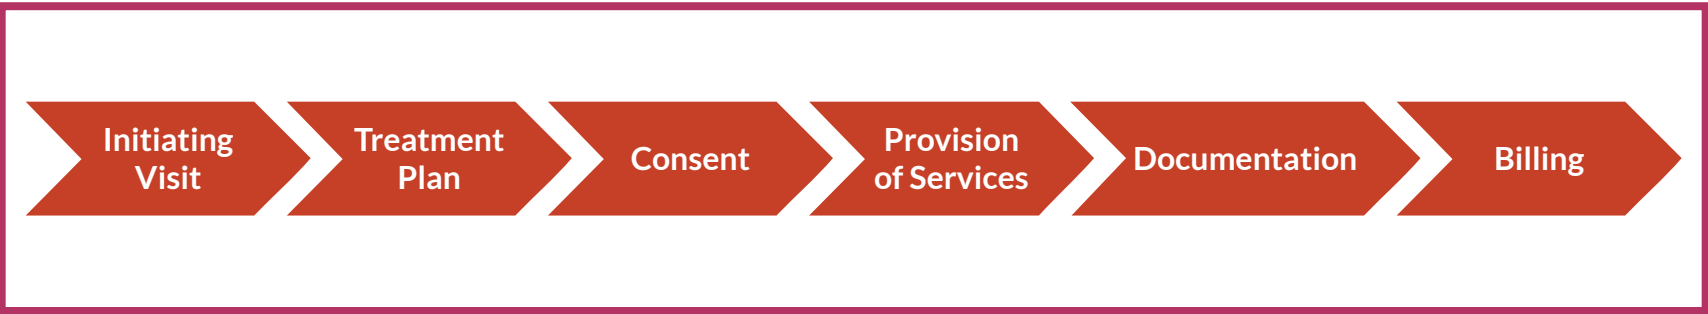 Initiating
Visit
Treatment
Plan
Consent
Provision
of Services
Documentation
Billing